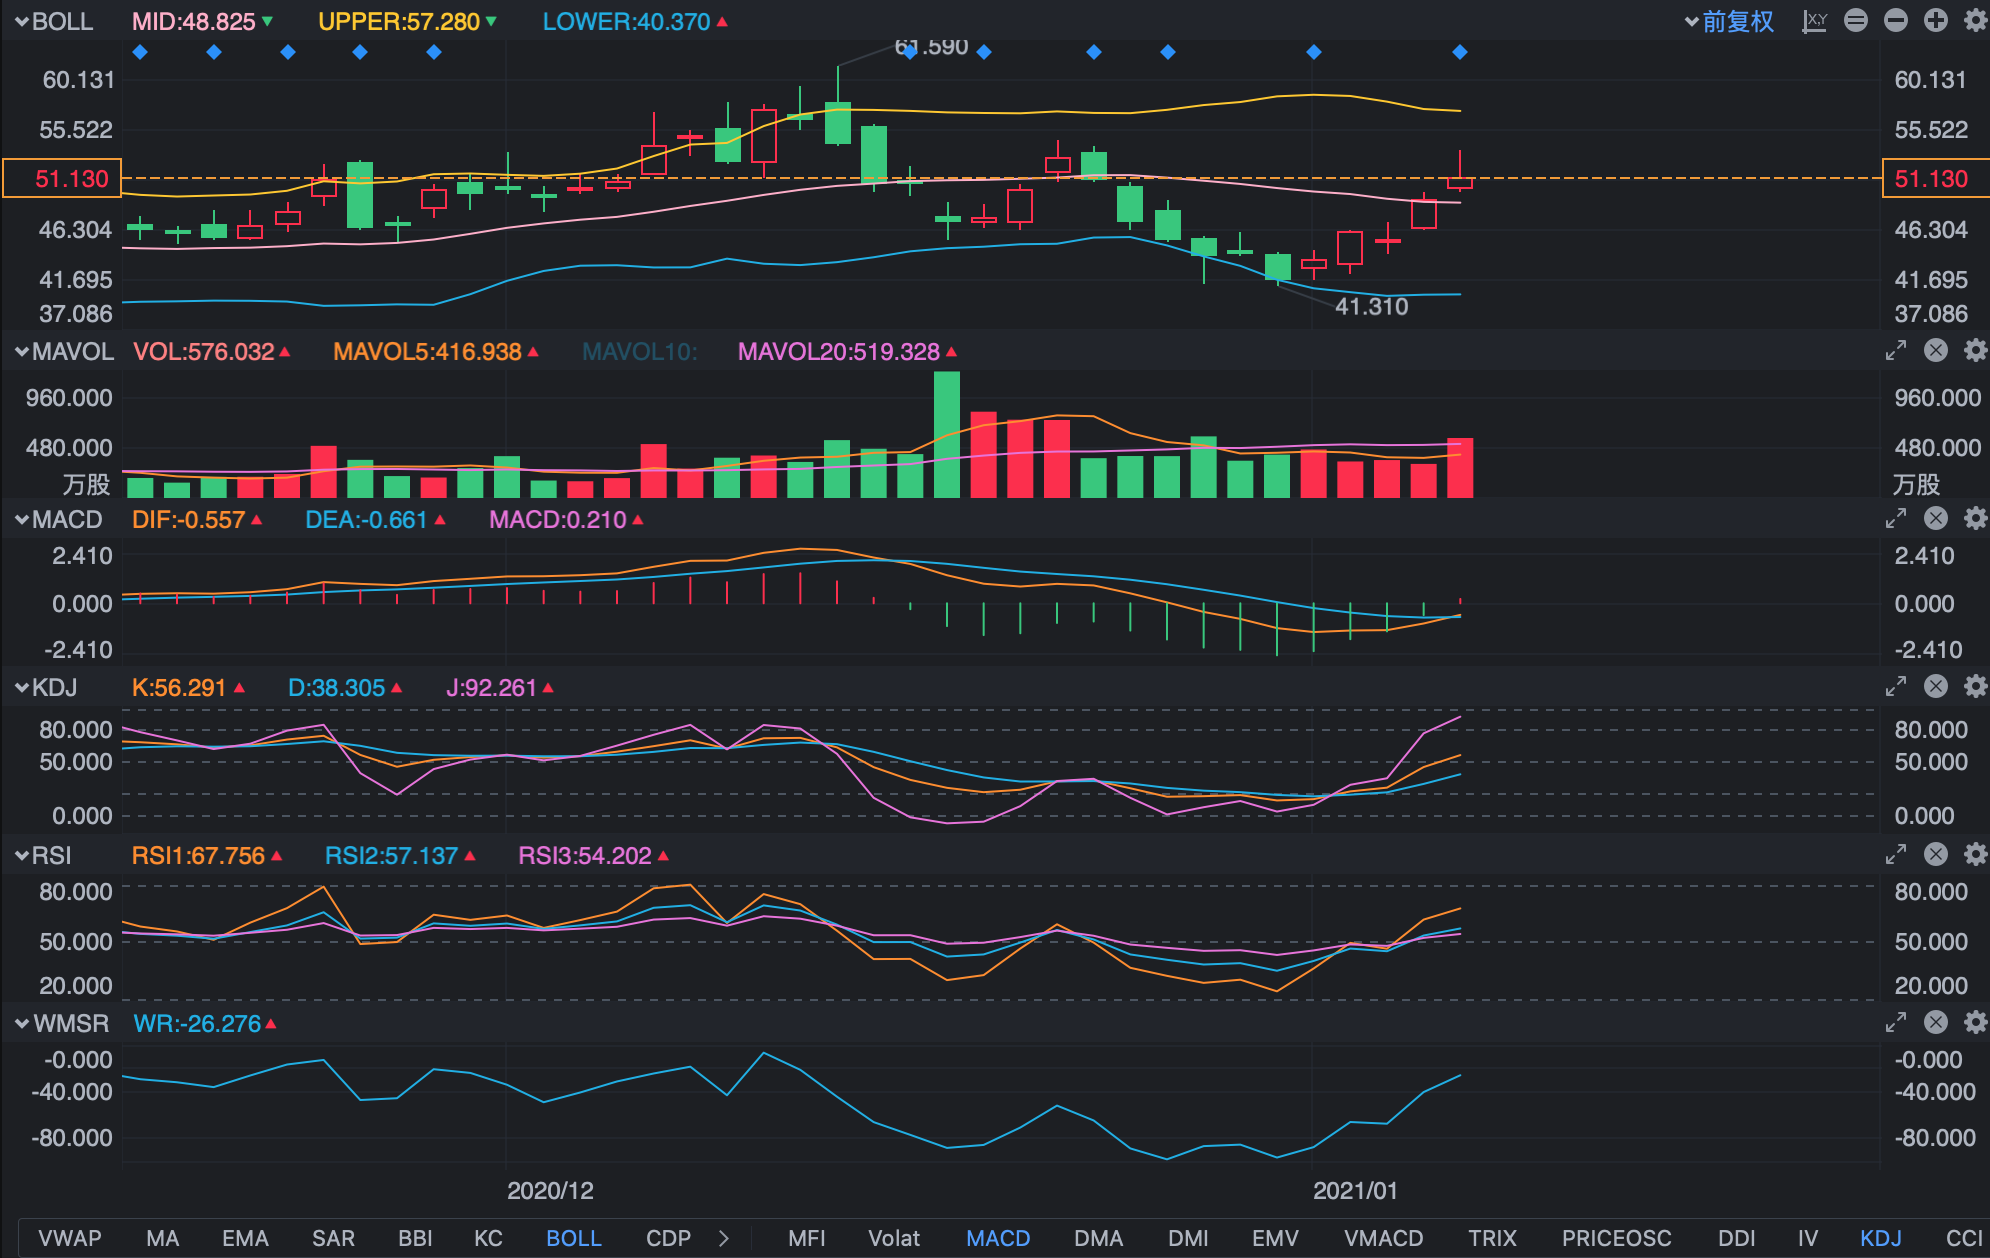 BOLL MID:48.825 UPPER:57.280 LOWER:40.370 前复权 X,Y
61.590
60.131 60.131
55.522 55.522
51.130 51.130
46.304 46.304
41.695 41.695
41.310
37.086 37.086
MAVOL VOL:576.032 MAVOL5:416.938 MAVOL10: MAVOL20:519.328
960.000 960.000
480.000 480.000
万股 万股
MACD DIF:-0.557 DEA:-0.661 MACD:0.210
2.410 2.410
0.000 0.000
-2.410 -2.410
KDJ K:56.291 D:38.305 J:92.261
80.000 80.000
50.000 50.000
0.000 0.000
RSI RSI1:67.756 RSI2:57.137 RSI3:54.202
80.000 80.000
50.000 50.000
20.000 20.000
WMSR WR:-26.276
-0.000 -0.000
-40.000 -40.000
-80.000 -80.000
2020/12 2021/01
VWAP MA EMA SAR BBI KC BOLL CDP MFI Volat MACD DMA DMI EMV VMACD TRIX PRICEOSC DDI IV KDJ CCI